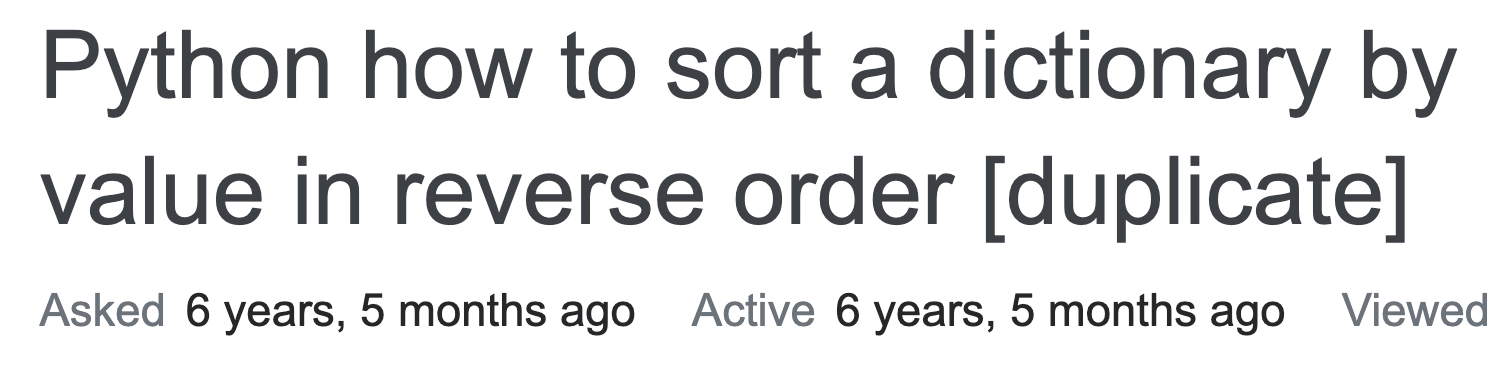 Python how to sort a dictionary by
value in reverse order [duplicate]
Asked 6 years, 5 months ago Active 6 years, 5 months ago Viewed